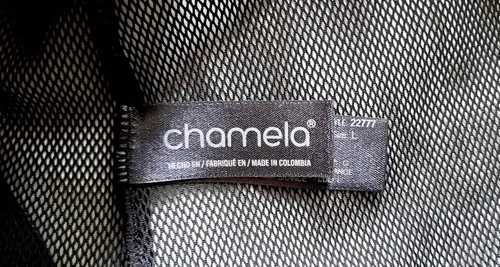 chamela®
HECHO EN / FABRIQUÉ EN / MADE IN COLOMBIA
22777
L